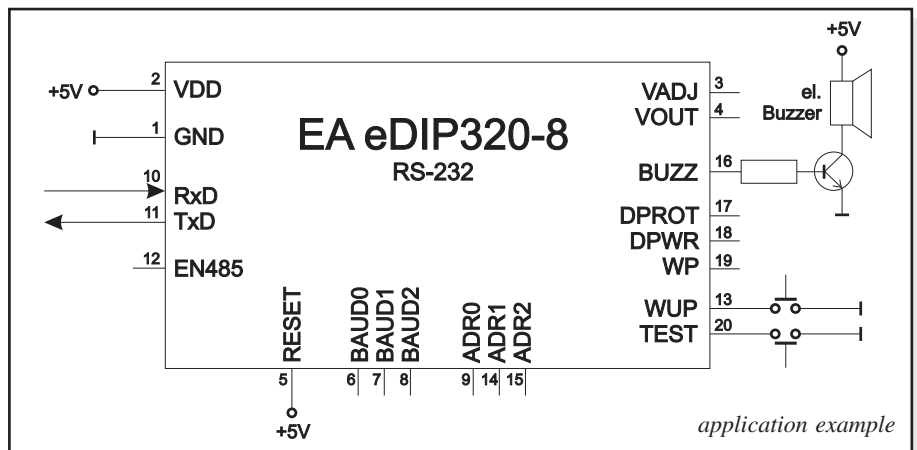 +5V
2 VDD
+5V
1 GND
10 RxD
11 TxD
12 EN485
EA eDIP320-8
RS-232
VADJ 3
VOUT 4
BUZZ 16
DPROT 17
DPWR 18
WP 19
WUP 13
TEST 20
el.
Buzzer
RESET
BAUD0
BAUD1
BAUD2
ADR0
ADR1
ADR2
5 6 7 8 9 14 15
+5V
application example